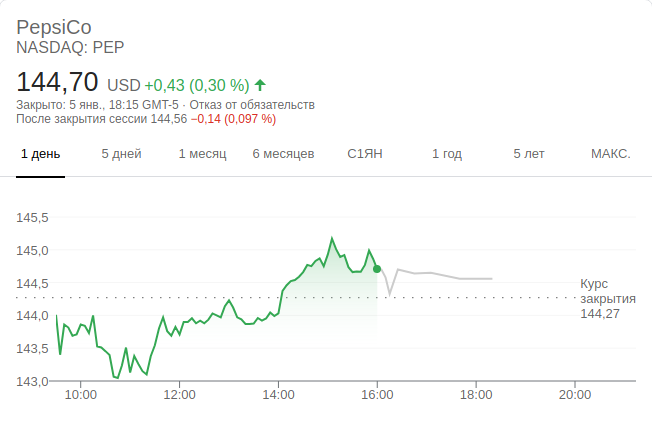 PepsiCo
NASDAQ: PEP
144,70 USD +0,43 (0,30 %)
Закрыто: 5 янв., 18:15 GMT-5 · Отказ от обязательств
После закрытия сессии 144,56 −0,14 (0,097 %)
1 день 5 дней 1 месяц 6 месяцев С1ЯН 1 год 5 лет МАКС.
145,5
145,0
144,5
144,0
143,5
143,0
Курс
закрытия
144,27
10:00 12:00 14:00 16:00 18:00 20:00